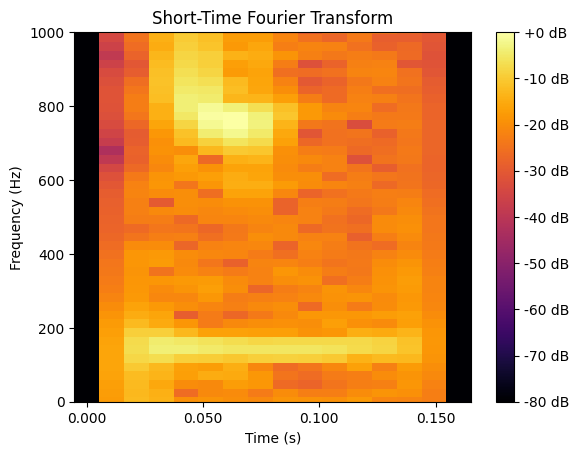 Short-Time Fourier Transform
1000
800
600
400
200
0
Frequency (Hz)
0.000
0.050
0.100
0.150
Time (s)
+0 dB
-10 dB
-20 dB
-30 dB
-40 dB
-50 dB
-60 dB
-70 dB
-80 dB